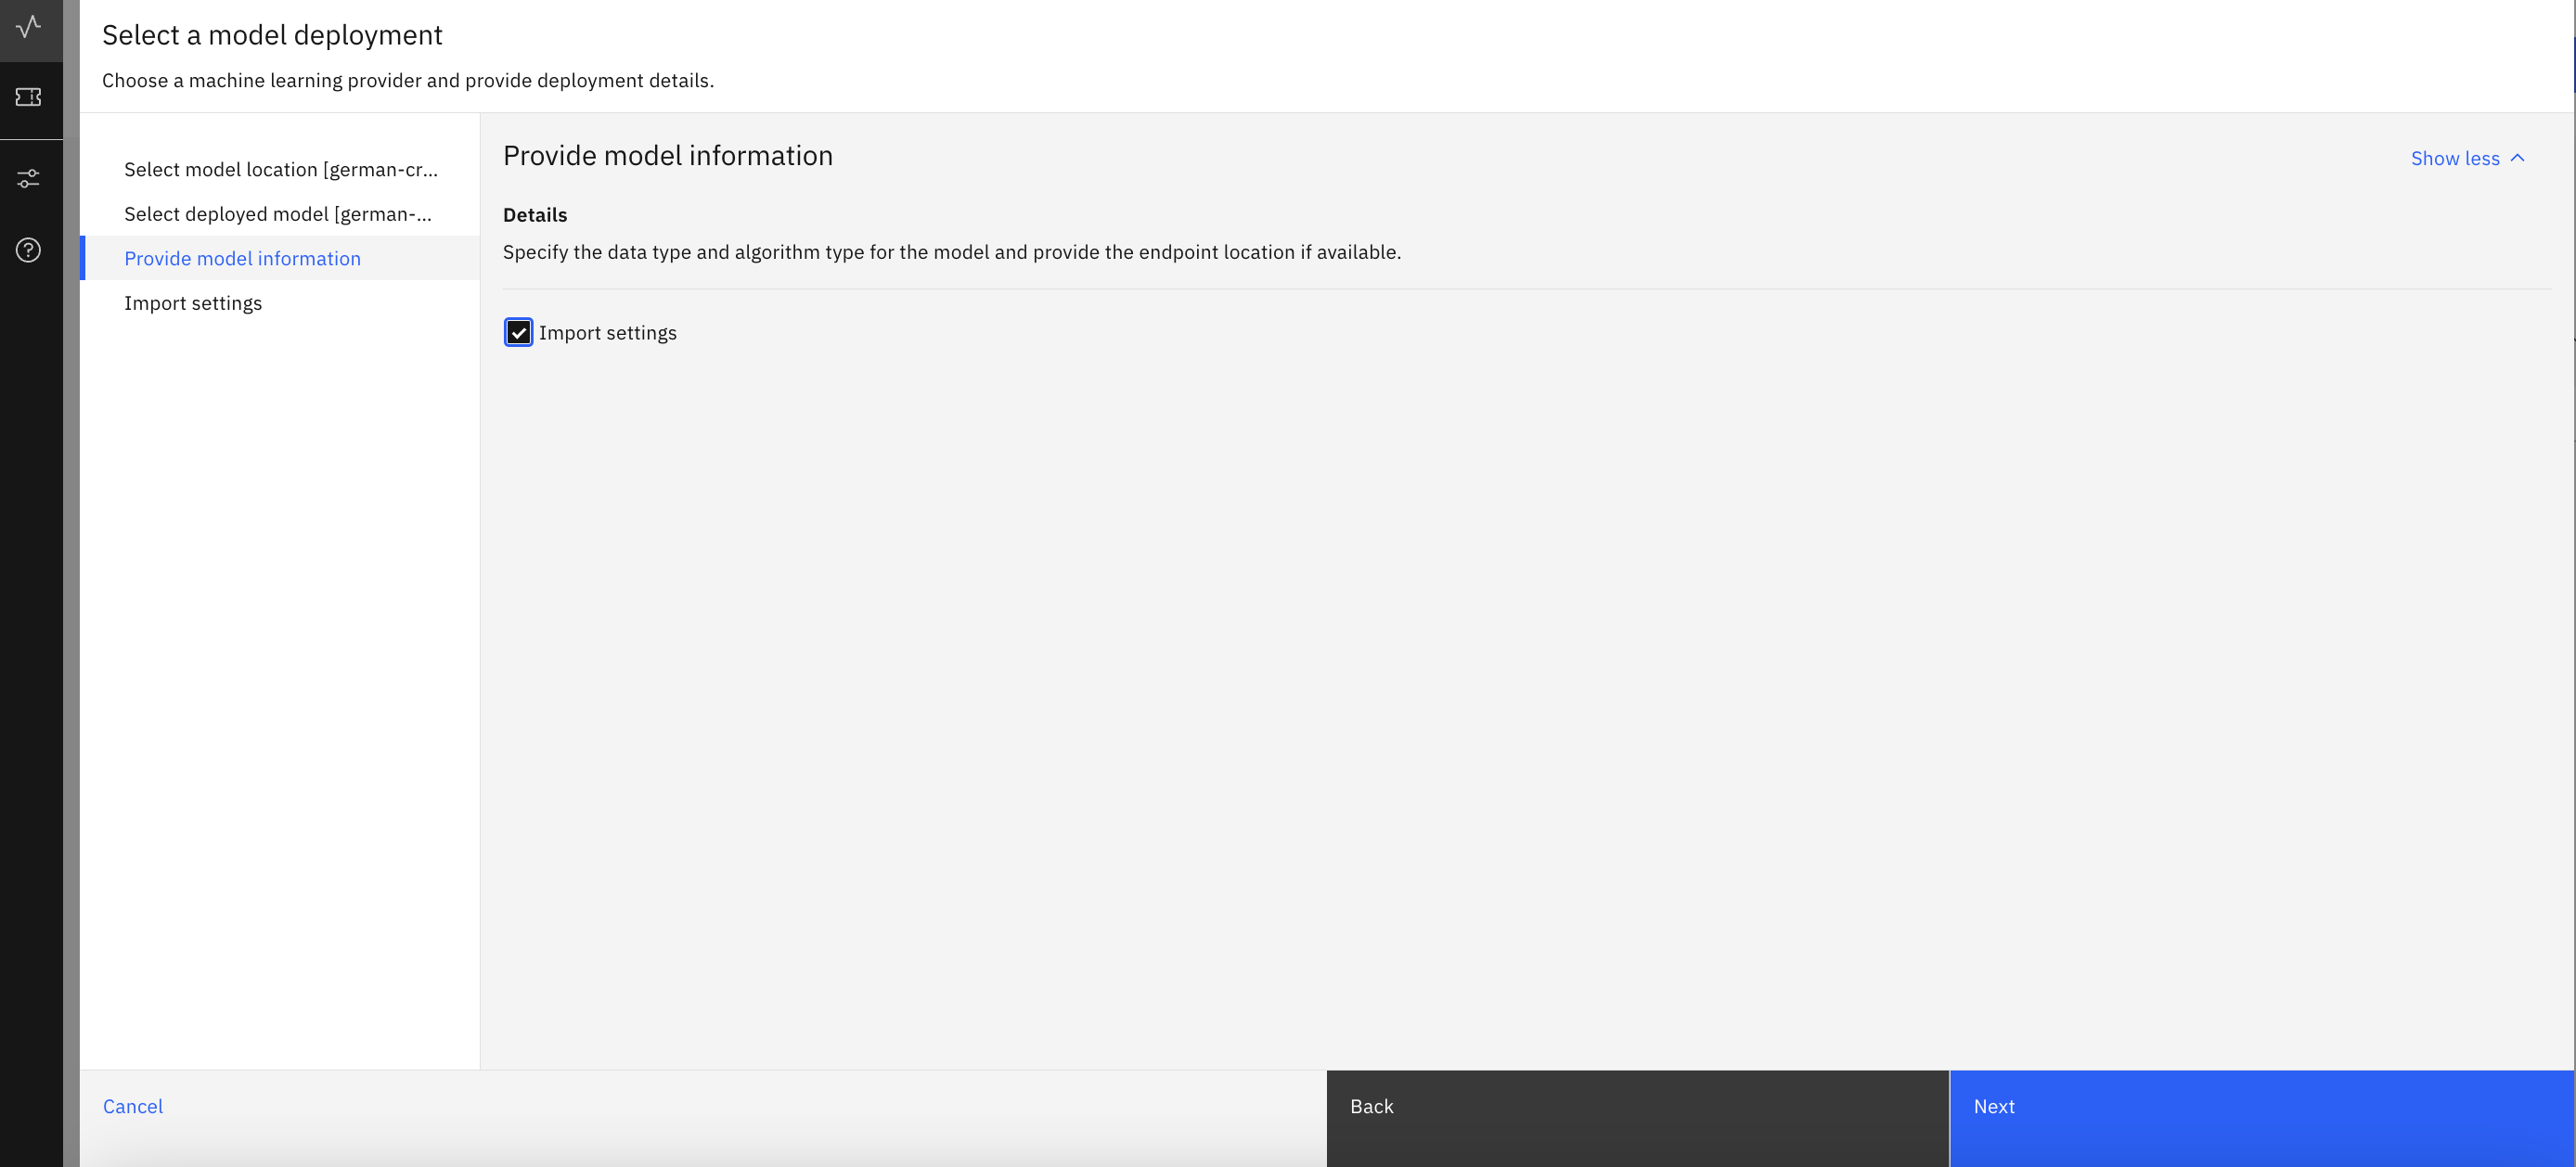 Select a model deployment
Choose a machine learning provider and provide deployment details.
Select model location [german-cr...
Select deployed model [german-...
Provide model information
Import settings
Provide model information
Show less
Details
Specify the data type and algorithm type for the model and provide the endpoint location if available.
Import settings
Cancel
Back
Next